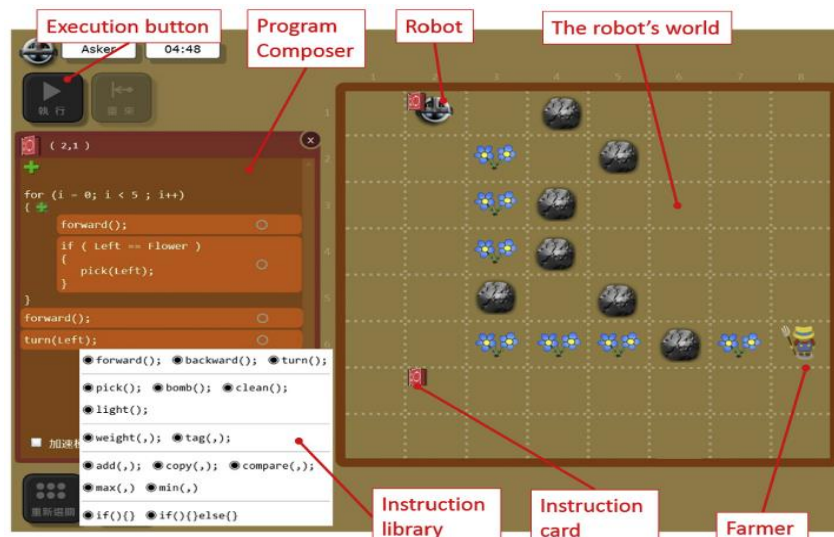 Execution button
Program
Composer
Robot
The robot's world
Asker
04:48
執行
1 2 3 4 5 6 7 8
1
2
3
4
5
6
( 2,1 )
for (i = 0; i < 5 ; i++)
{
forward();
if ( Left == Flower )
{
pick(Left);
}
}
forward();
turn(Left);
forward(); backward(); turn();
pick(); bomb(); clean();
light();
weight(,); tag(,);
add(,); copy(,); compare(,);
max(,) min(,)
if(){} if(){}else{}
加速
Instruction
library
Instruction
card
Farmer